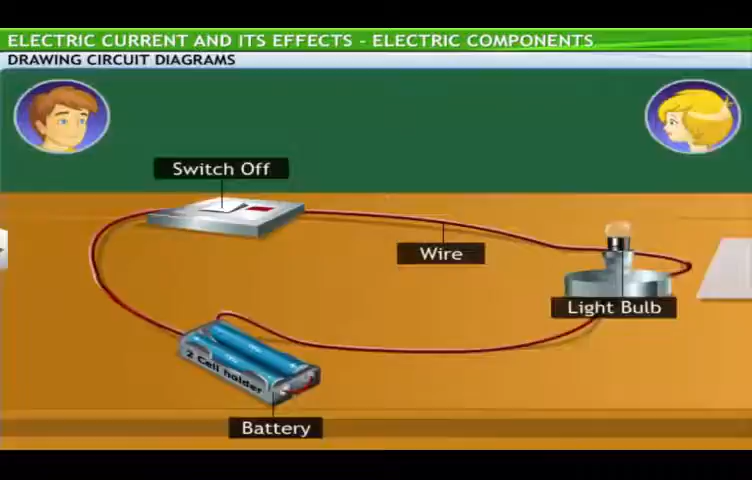 ELECTRIC CURRENT AND ITS EFFECTS - ELECTRIC COMPONENTS
DRAWING CIRCUIT DIAGRAMS
Switch Off
Wire
Light Bulb
2 Cell holder
Battery